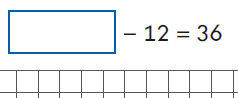 – 12 = 36